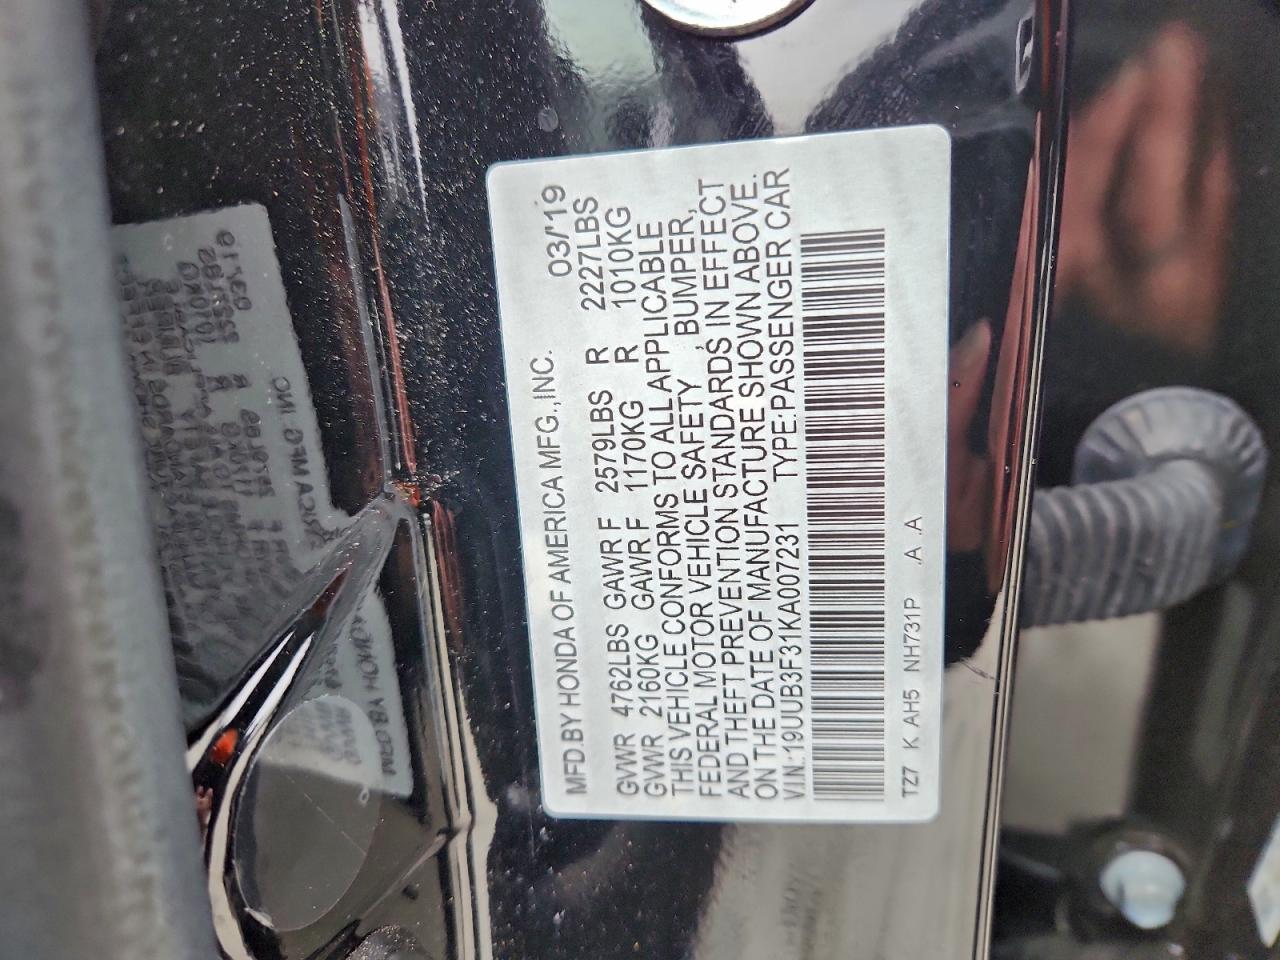 MFD.BY HONDA OF AMERICA MFG.,INC. 03/'19
GVWR 4762LBS GAWR F 2579LBS R 2227LBS
GVWR 2160KG GAWR F 1170KG R 1010KG
THIS VEHICLE CONFORMS TO ALL APPLICABLE
FEDERAL MOTOR VEHICLE SAFETY, BUMPER,
AND THEFT PREVENTION STANDARDS IN EFFECT
ON THE DATE OF MANUFACTURE SHOWN ABOVE.
V.I.N.:19UUB3F31KA007231 TYPE:PASSENGER CAR
TZ7 K AH5 NH731P .A .A